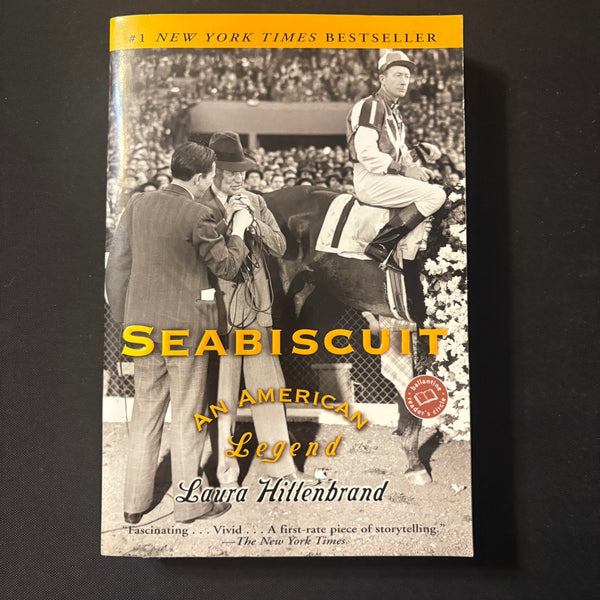 #1 NEW YORK TIMES BESTSELLER
SEABISCUIT
ballantine
reader's circle
AN AMERICAN
Legend
Laura Hillenbrand
"Fascinating . . . Vivid . . . A first-rate piece of storytelling."
—The New York Times